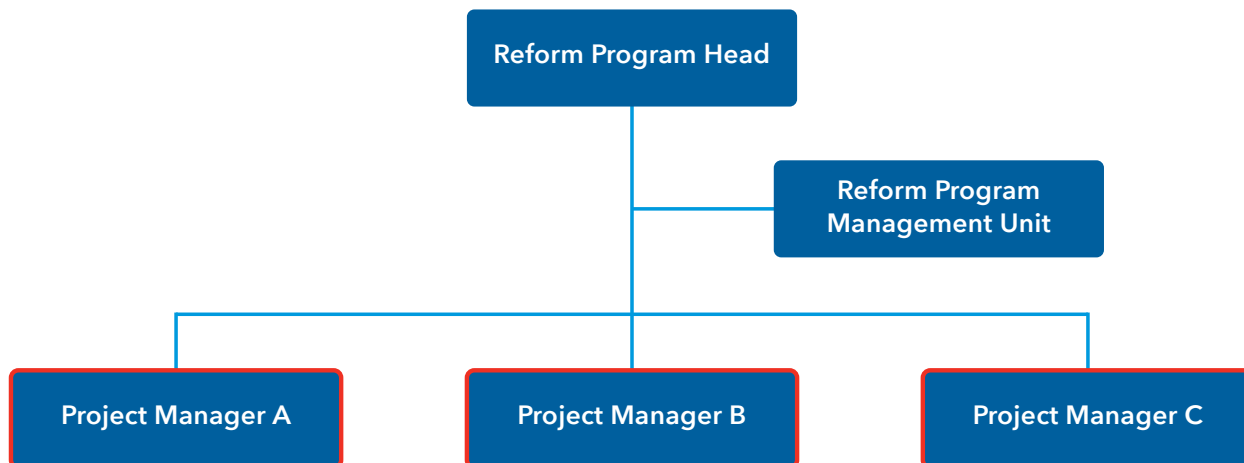 Reform Program Head
Reform Program
Management Unit
Project Manager A
Project Manager B
Project Manager C